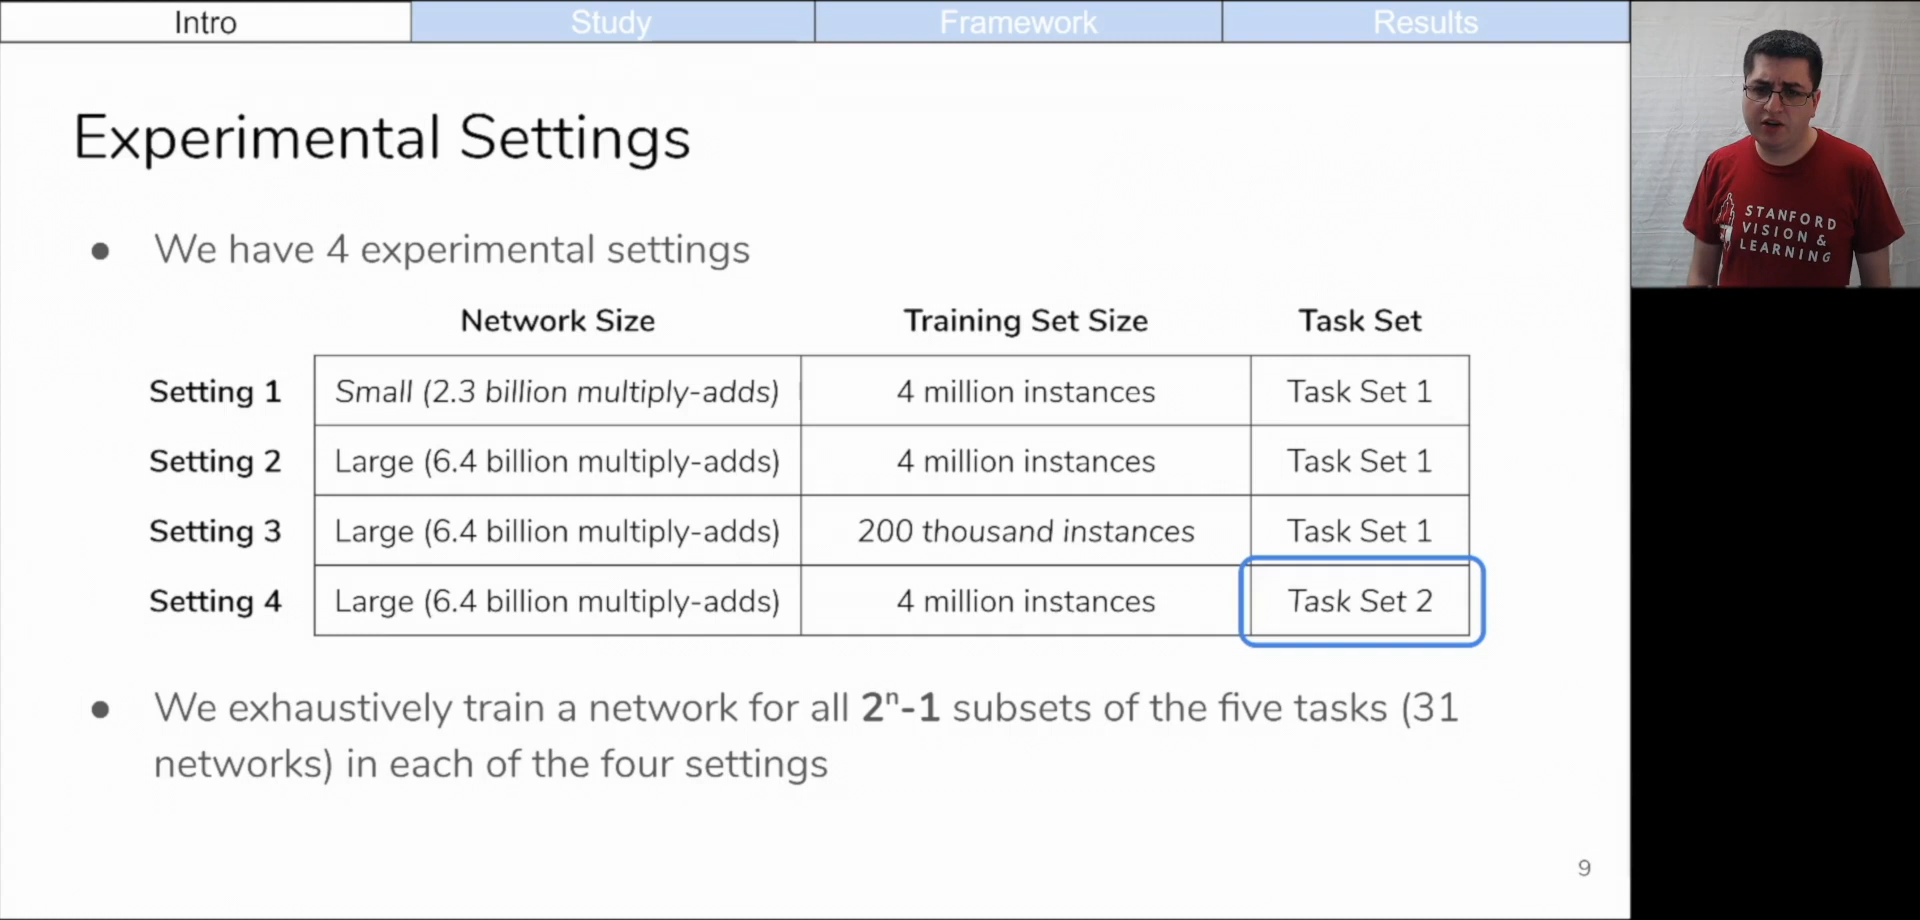 Intro Study Framework Results
Experimental Settings
● We have 4 experimental settings
Network Size Training Set Size Task Set
Setting 1 Small (2.3 billion multiply-adds) 4 million instances Task Set 1
Setting 2 Large (6.4 billion multiply-adds) 4 million instances Task Set 1
Setting 3 Large (6.4 billion multiply-adds) 200 thousand instances Task Set 1
Setting 4 Large (6.4 billion multiply-adds) 4 million instances Task Set 2
● We exhaustively train a network for all 2ⁿ-1 subsets of the five tasks (31
networks) in each of the four settings
9
STANFORD
VISION &
LEARNING